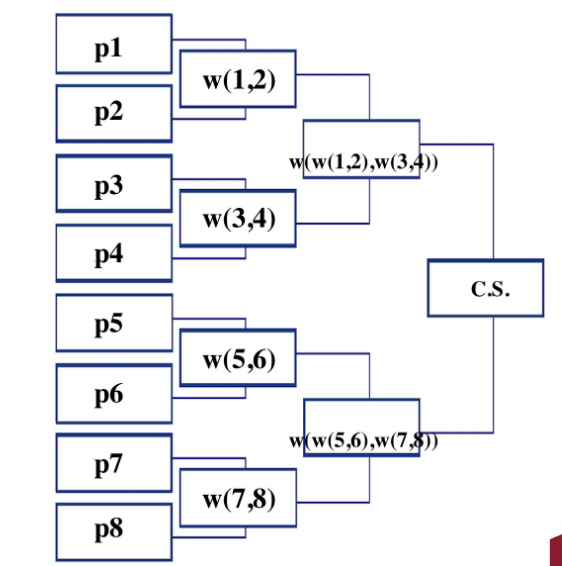 p1
w(1,2)
p2
w(w(1,2),w(3,4))
p3
w(3,4)
p4
C.S.
p5
w(5,6)
p6
w(w(5,6),w(7,8))
p7
w(7,8)
p8